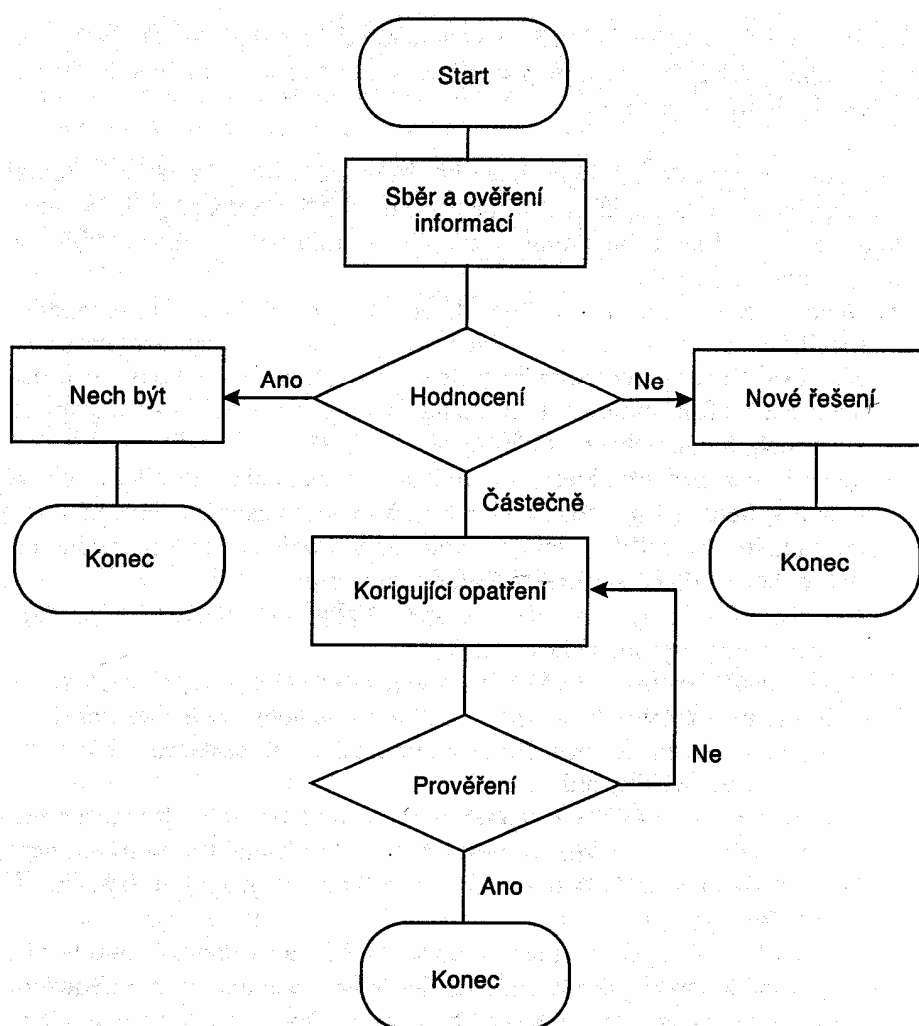 Start
Sběr a ověření
informací
Ano
Ne
Nech být
Hodnocení
Nové řešení
Částečně
Konec
Konec
Korigující opatření
Ne
Prověření
Ano
Konec